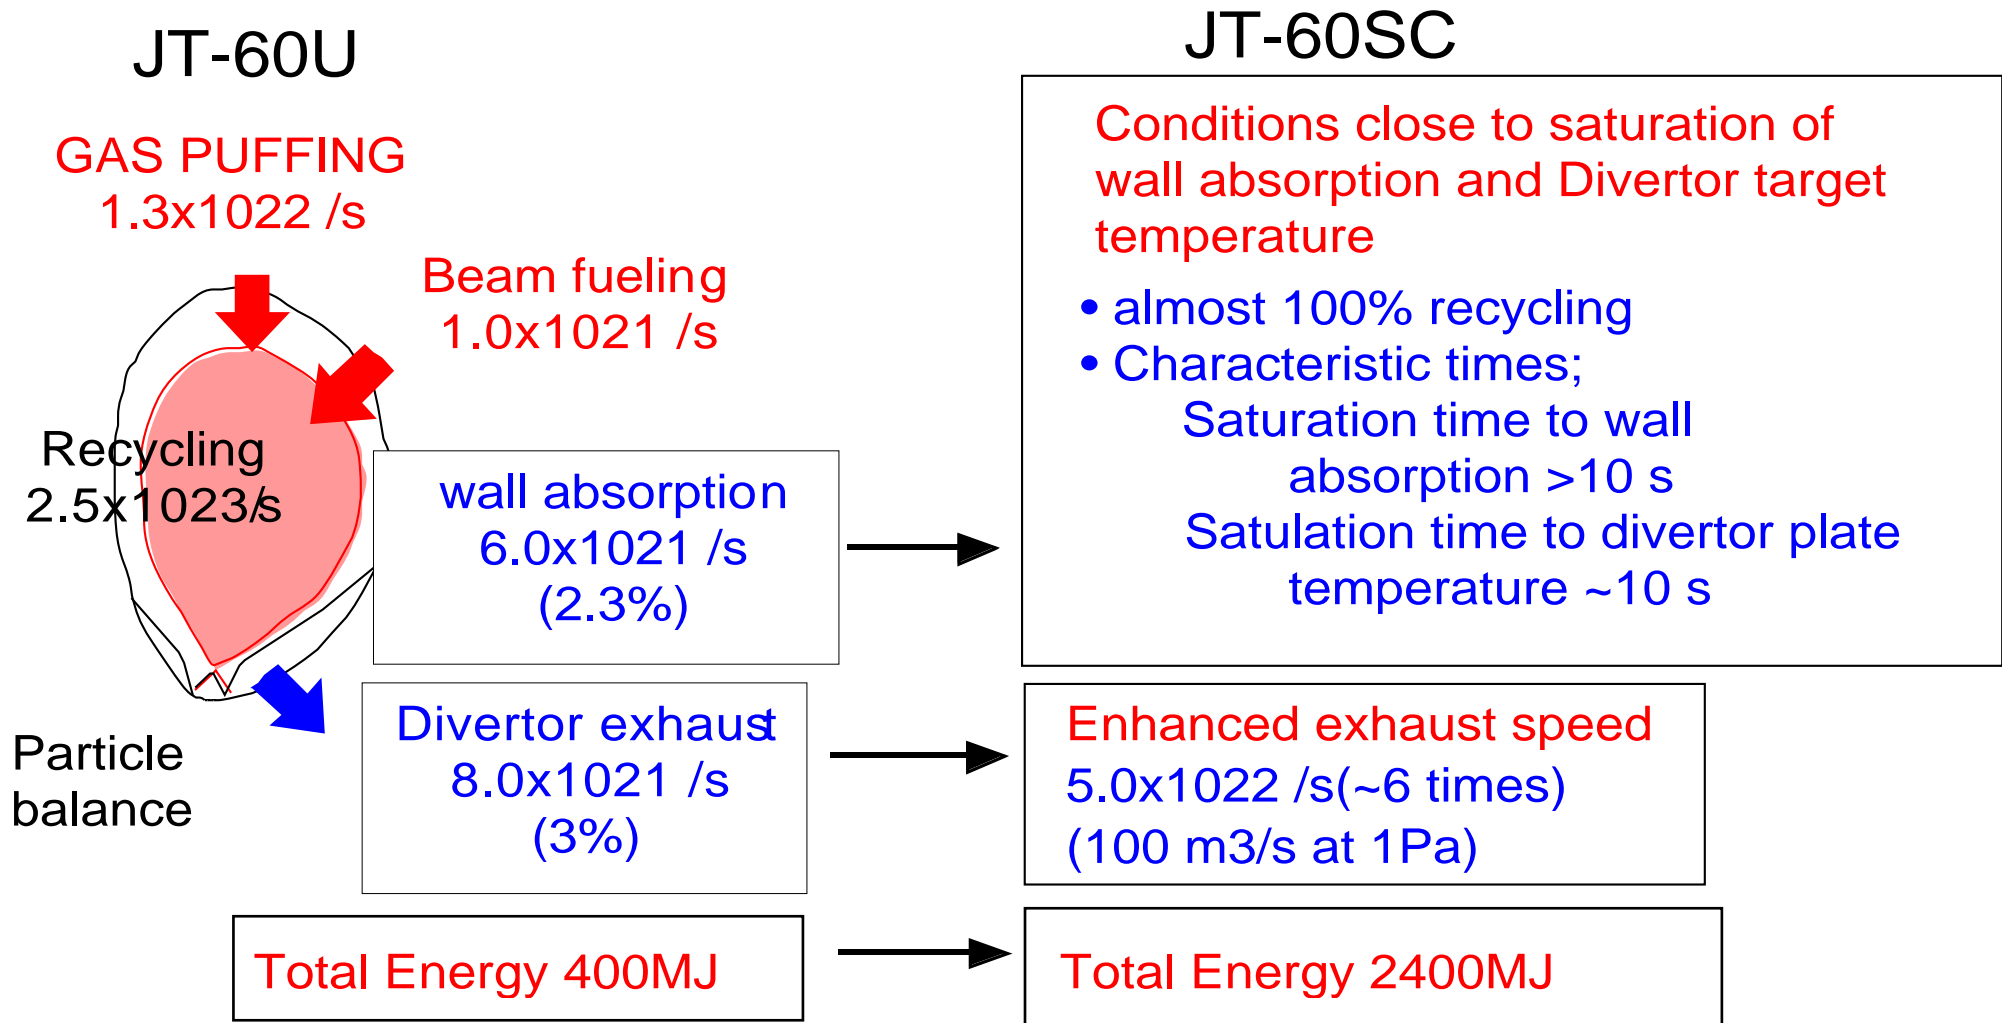 JT-60U
GAS PUFFING
1.3x1022 /s
Beam fueling
1.0x1021 /s
Recycling
2.5x1023/s
wall absorption
6.0x1021 /s
(2.3%)
Divertor exhaust
8.0x1021 /s
(3%)
Particle
balance
Total Energy 400MJ
JT-60SC
Conditions close to saturation of
wall absorption and Divertor target
temperature
• almost 100% recycling
• Characteristic times;
Saturation time to wall
absorption >10 s
Satulation time to divertor plate
temperature ~10 s
Enhanced exhaust speed
5.0x1022 /s(~6 times)
(100 m3/s at 1Pa)
Total Energy 2400MJ